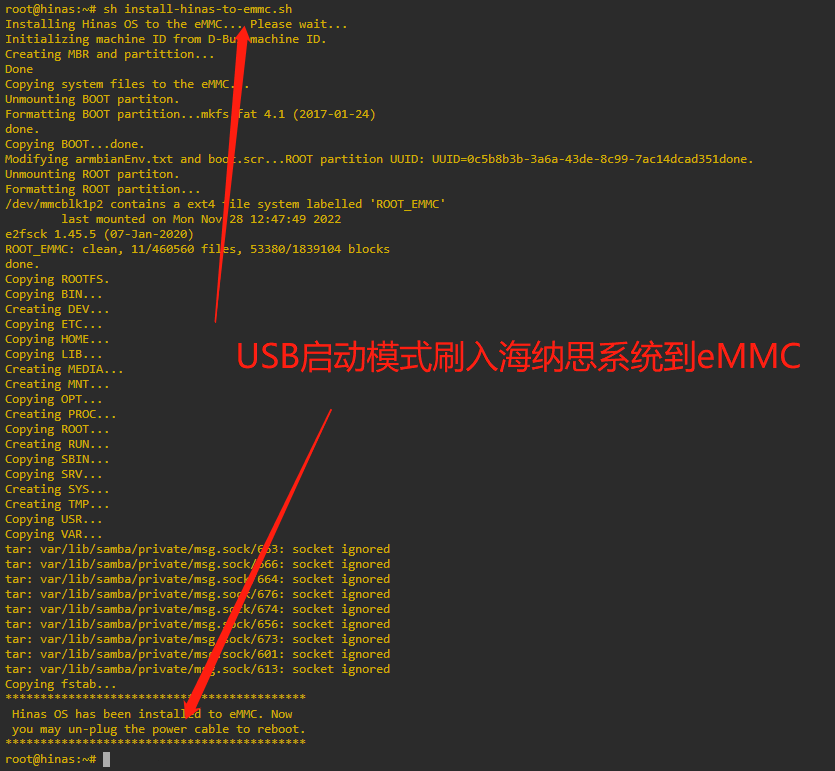 root@hinas:~# sh install-hinas-to-emmc.sh
Installing Hinas OS to the eMMC... Please wait...
Initializing machine ID from D-Bus machine ID.
Creating MBR and partittion...
Done
Copying system files to the eMMC...
Unmounting BOOT partiton.
Formatting BOOT partition...mkfs.fat 4.1 (2017-01-24)
done.
Copying BOOT...done.
Modifying armbianEnv.txt and boot.scr...ROOT partition UUID: UUID=0c5b8b3b-3a6a-43de-8c99-7ac14dcad351done.
Unmounting ROOT partiton.
Formatting ROOT partition...
/dev/mmcblk1p2 contains a ext4 file system labelled 'ROOT_EMMC'
last mounted on Mon Nov 28 12:47:49 2022
e2fsck 1.45.5 (07-Jan-2020)
ROOT_EMMC: clean, 11/460560 files, 53380/1839104 blocks
done.
Copying ROOTFS.
Copying BIN...
Creating DEV...
Copying ETC...
Copying HOME...
USB启动模式刷入海纳思系统到eMMC
Copying LIB...
Creating MEDIA...
Creating MNT...
Copying OPT...
Creating PROC...
Copying ROOT...
Creating RUN...
Copying SBIN...
Copying SRV...
Creating SYS...
Creating TMP...
Copying USR...
Copying VAR...
tar: var/lib/samba/private/msg.sock/663: socket ignored
tar: var/lib/samba/private/msg.sock/666: socket ignored
tar: var/lib/samba/private/msg.sock/664: socket ignored
tar: var/lib/samba/private/msg.sock/676: socket ignored
tar: var/lib/samba/private/msg.sock/674: socket ignored
tar: var/lib/samba/private/msg.sock/656: socket ignored
tar: var/lib/samba/private/msg.sock/673: socket ignored
tar: var/lib/samba/private/msg.sock/601: socket ignored
tar: var/lib/samba/private/msg.sock/613: socket ignored
Copying fstab...
*******************************************
Hinas OS has been installed to eMMC. Now
you may un-plug the power cable to reboot.
*******************************************
root@hinas:~#